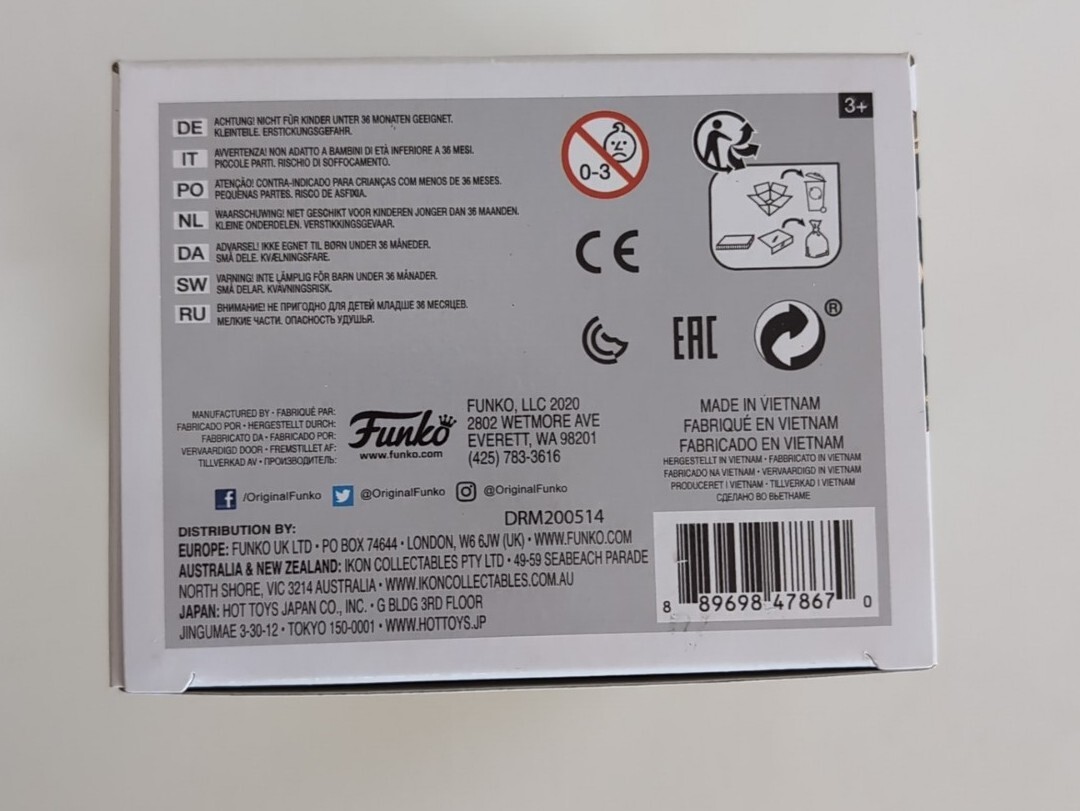 3+
DE ACHTUNG! NICHT FÜR KINDER UNTER 36 MONATEN GEEIGNET.
KLEINTEILE. ERSTICKUNGSGEFAHR.
IT AVVERTENZA! NON ADATTO A BAMBINI DI ETÀ INFERIORE A 36 MESI.
PICCOLE PARTI. RISCHIO DI SOFFOCAMENTO.
PO ATENÇÃO! CONTRA-INDICADO PARA CRIANÇAS COM MENOS DE 36 MESES.
PEQUENAS PARTES. RISCO DE ASFIXIA.
NL WAARSCHUWING! NIET GESCHIKT VOOR KINDEREN JONGER DAN 36 MAANDEN.
KLEINE ONDERDELEN. VERSTIKKINGSGEVAAR.
DA ADVARSEL! IKKE EGNET TIL BØRN UNDER 36 MÅNEDER.
SMÅ DELE. KVÆLNINGSFARE.
SW VARNING! INTE LÄMPLIG FÖR BARN UNDER 36 MÅNADER.
SMÅ DELAR. KVÄVNINGSRISK.
RU ВНИМАНИЕ! НЕ ПРИГОДНО ДЛЯ ДЕТЕЙ МЛАДШЕ 36 МЕСЯЦЕВ.
МЕЛКИЕ ЧАСТИ. ОПАСНОСТЬ УДУШЬЯ.
0-3
CE
EAC
®
MANUFACTURED BY • FABRIQUÉ PAR:
FABRICADO POR • HERGESTELLT DURCH:
FABBRICATO DA • FABRICADO POR:
VERVAARDIGD DOOR • FREMSTILLET AF:
TILLVERKAD AV • ПРОИЗВОДИТЕЛЬ:
Funko
www.funko.com
FUNKO, LLC 2020
2802 WETMORE AVE
EVERETT, WA 98201
(425) 783-3616
MADE IN VIETNAM
FABRIQUÉ EN VIETNAM
FABRICADO EN VIETNAM
HERGESTELLT IN VIETNAM • FABBRICATO IN VIETNAM
FABRICADO NA VIETNAM • VERVAARDIGD IN VIETNAM
PRODUCERET I VIETNAM • TILLVERKAD I VIETNAM
СДЕЛАНО ВО ВЬЕТНАМЕ
/OriginalFunko @OriginalFunko @OriginalFunko
DRM200514
DISTRIBUTION BY:
EUROPE: FUNKO UK LTD • PO BOX 74644 • LONDON, W6 6JW (UK) • WWW.FUNKO.COM
AUSTRALIA & NEW ZEALAND: IKON COLLECTABLES PTY LTD • 49-59 SEABEACH PARADE
NORTH SHORE, VIC 3214 AUSTRALIA • WWW.IKONCOLLECTABLES.COM.AU
JAPAN: HOT TOYS JAPAN CO., INC. • G BLDG 3RD FLOOR
JINGUMAE 3-30-12 • TOKYO 150-0001 • WWW.HOTTOYS.JP
8 89698 47867 0